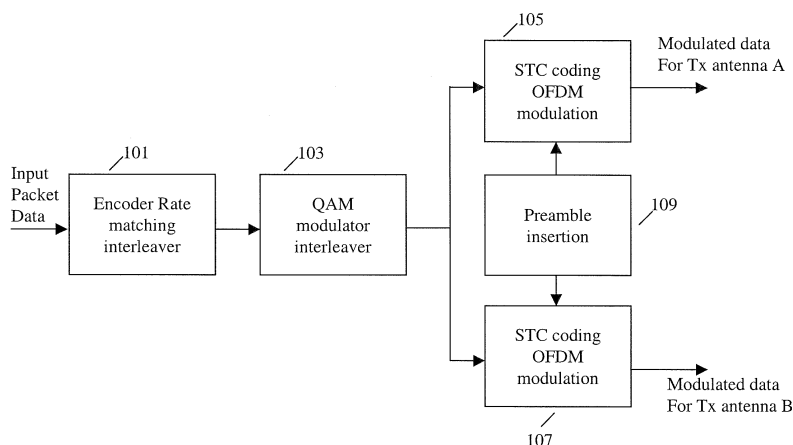 105
Modulated data
For Tx antenna A
STC coding
OFDM
modulation
101
103
Input
Packet
Data
Encoder Rate
matching
interleaver
QAM
modulator
interleaver
Preamble
insertion
109
STC coding
OFDM
modulation
Modulated data
For Tx antenna B
107